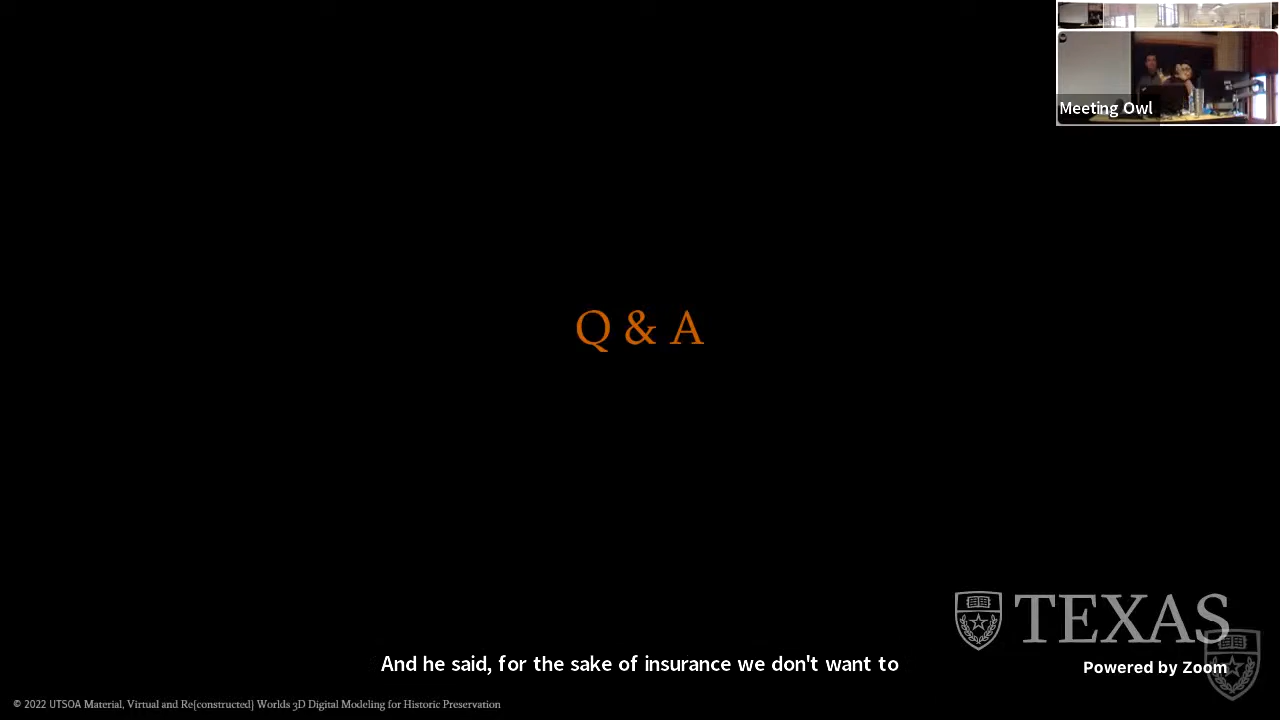 Meeting Owl
Q & A
TEXAS
And he said, for the sake of insurance we don't want to
Powered by Zoom
© 2022 UTSOA Material, Virtual and Re[constructed] Worlds 3D Digital Modeling for Historic Preservation